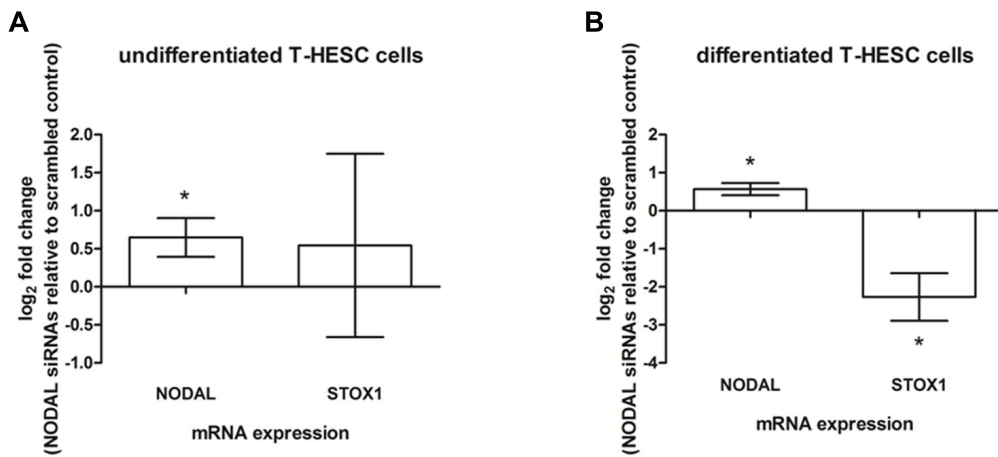 A
undifferentiated T-HESC cells
log2 fold change
(NODAL siRNAs relative to scrambled control)
2.0
1.5
1.0
0.5
0.0
-0.5
-1.0
*
NODAL
STOX1
mRNA expression
B
differentiated T-HESC cells
log2 fold change
(NODAL siRNAs relative to scrambled control)
2
1
0
-1
-2
-3
-4
*
*
NODAL
STOX1
mRNA expression